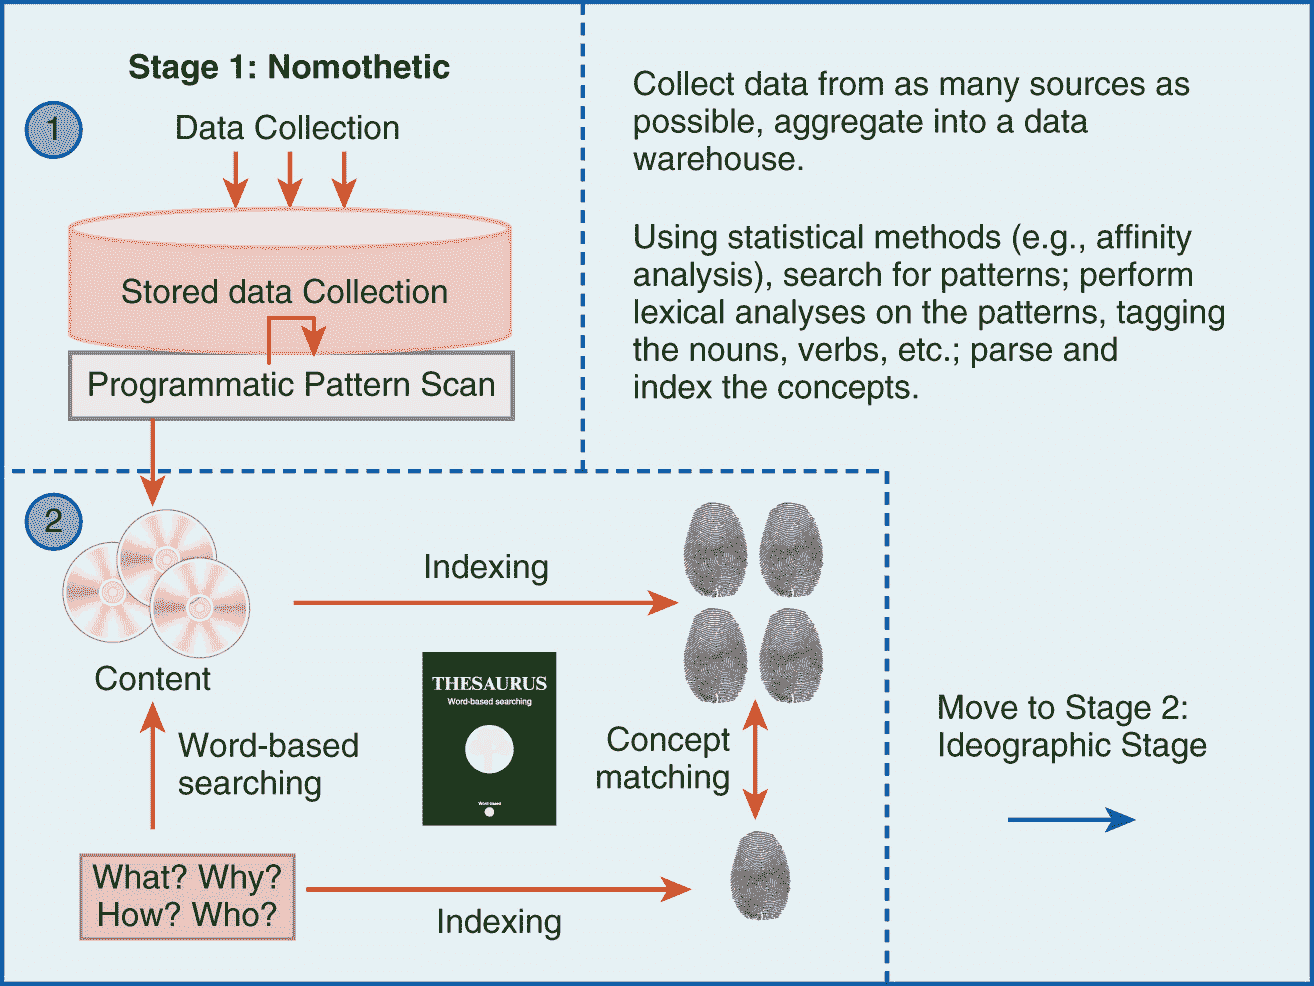 Stage 1: Nomothetic
1
Data Collection
Stored data Collection
Programmatic Pattern Scan
Collect data from as many sources as
possible, aggregate into a data
warehouse.
Using statistical methods (e.g., affinity
analysis), search for patterns; perform
lexical analyses on the patterns, tagging
the nouns, verbs, etc.; parse and
index the concepts.
2
Content
Indexing
THESAURUS
Word-based searching
Word-based
Word-based
searching
Concept
matching
What? Why?
How? Who?
Indexing
Move to Stage 2:
Ideographic Stage